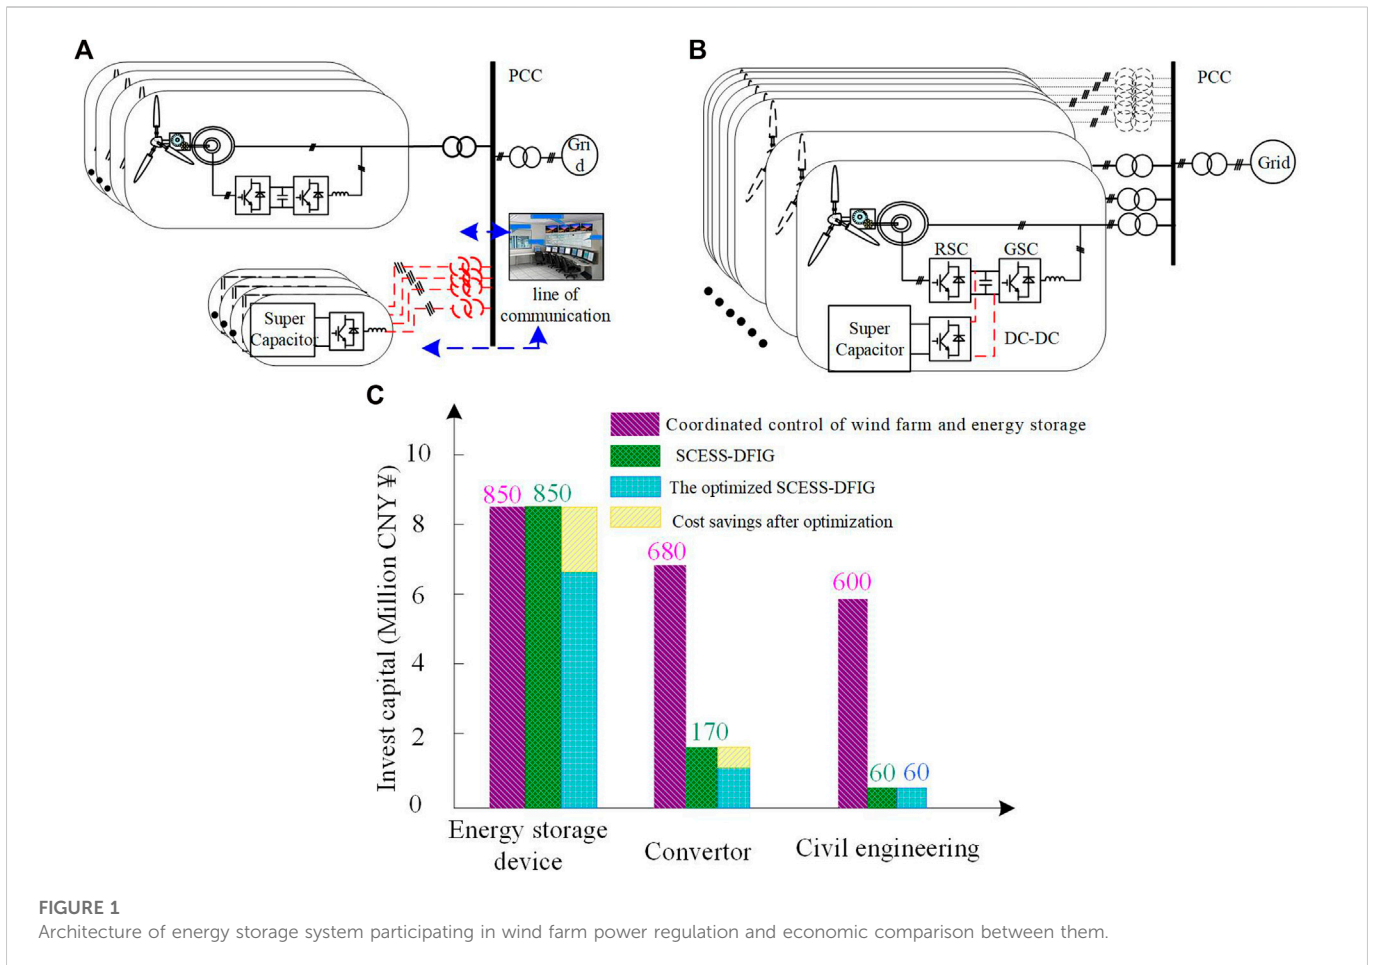 A
PCC
Gri
d
line of
communication
Super
Capacitor
B
PCC
Grid
RSC
GSC
Super
Capacitor
DC-DC
C
Invest capital (Million CNY ¥)
10
8
6
4
2
0
Coordinated control of wind farm and energy storage
SCESS-DFIG
The optimized SCESS-DFIG
Cost savings after optimization
850
850
680
170
600
60
60
Energy storage
device
Convertor
Civil engineering
FIGURE 1
Architecture of energy storage system participating in wind farm power regulation and economic comparison between them.